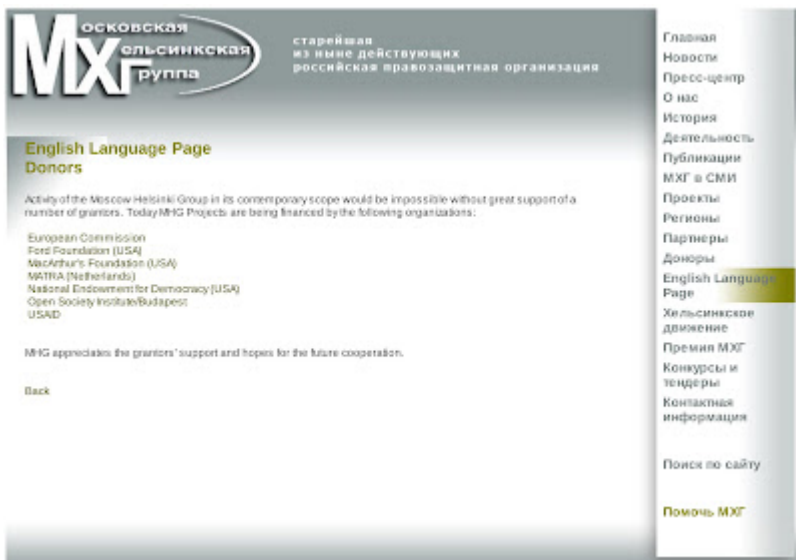 Московская
Хельсинкская
Группа
МХГ
старейшая
из ныне действующих
российская правозащитная организация
English Language Page
Donors
Activity of the Moscow Helsinki Group in its contemporary scope would be impossible without great support of a
number of grantors. Today MHG Projects are being financed by the following organizations:
European Commission
Ford Foundation (USA)
MacArthur's Foundation (USA)
MATRA (Netherlands)
National Endowment for Democracy (USA)
Open Society Institute/Budapest
USAID
MHG appreciates the grantors' support and hopes for the future cooperation.
Back
Главная
Новости
Пресс-центр
О нас
История
Деятельность
Публикации
МХГ в СМИ
Проекты
Регионы
Партнеры
Доноры
English Language
Page
Хельсинкское
движение
Премия МХГ
Конкурсы и
тендеры
Контактная
информация
Поиск по сайту
Помочь МХГ